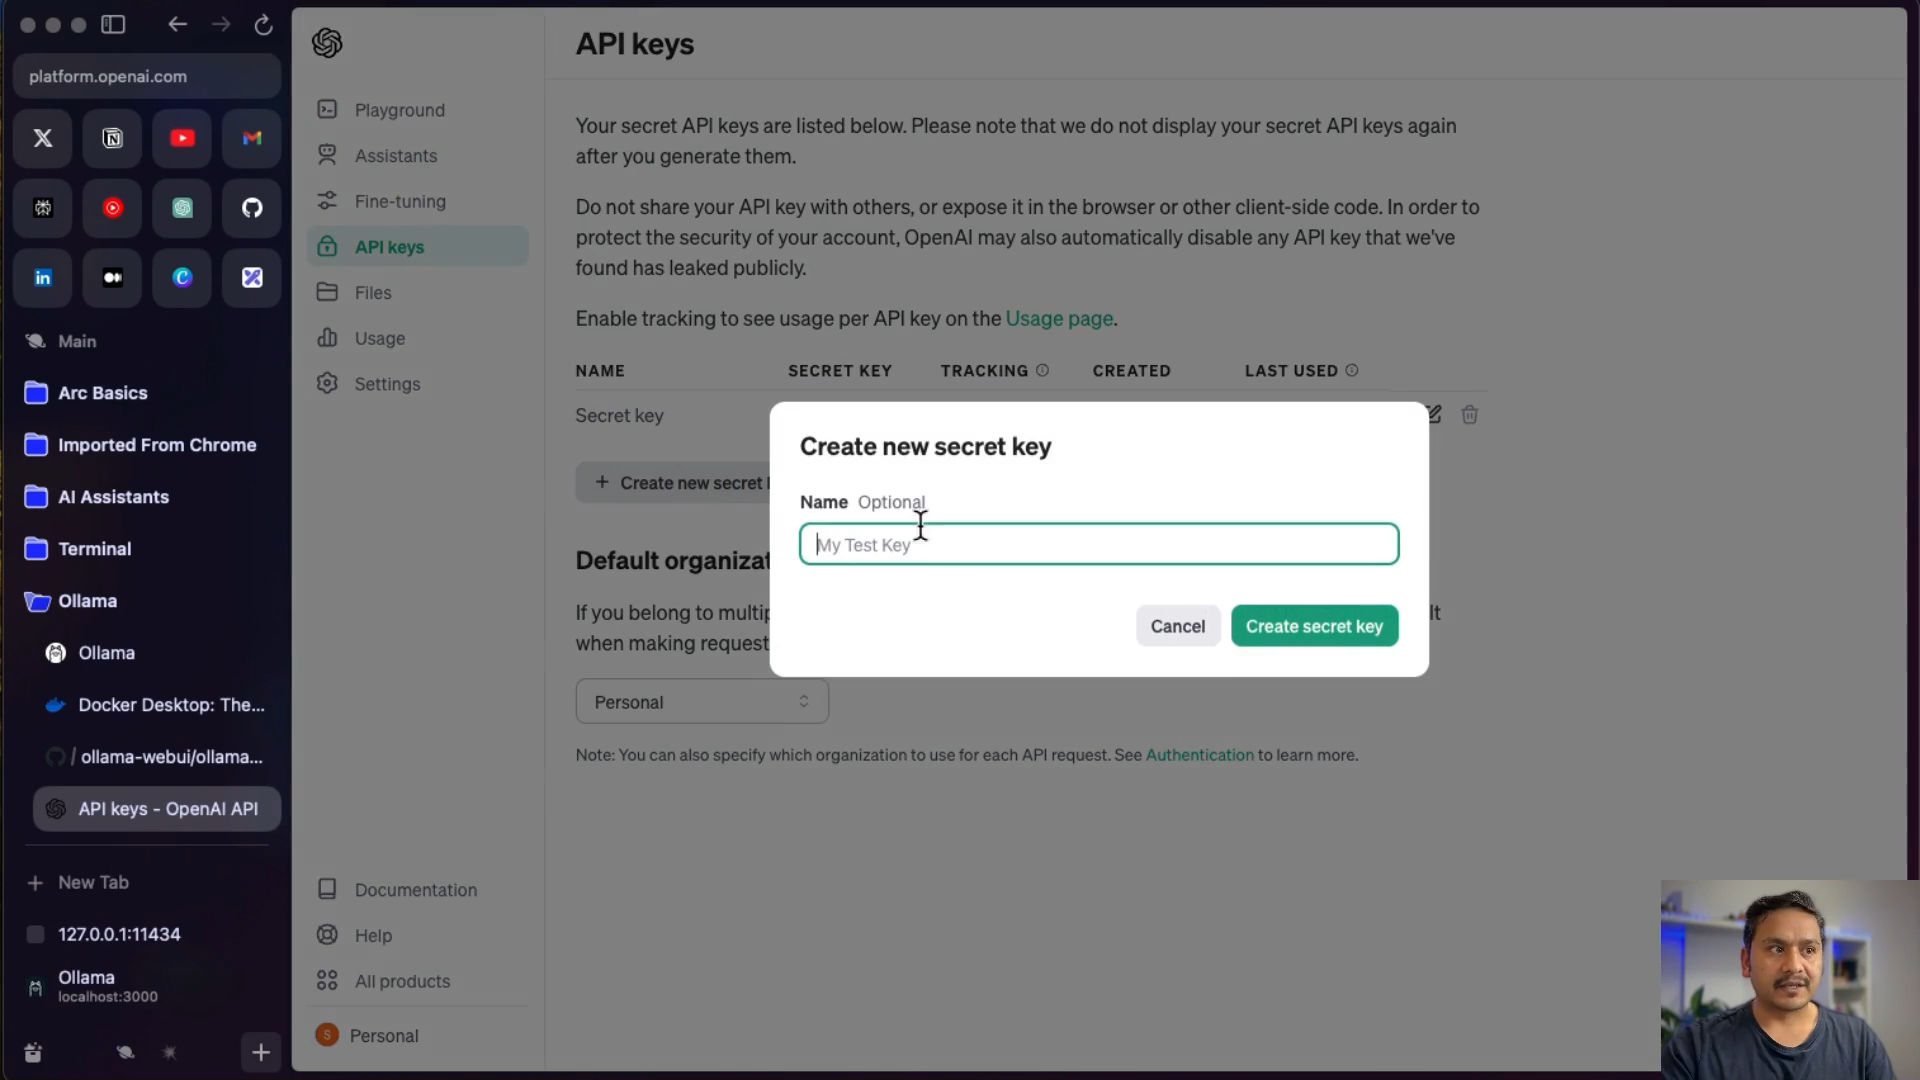 platform.openai.com
Main
Arc Basics
Imported From Chrome
AI Assistants
Terminal
Ollama
Ollama
Docker Desktop: The...
/ ollama-webui/ollama...
API keys - OpenAI API
+ New Tab
127.0.0.1:11434
Ollama
localhost:3000
Playground
Assistants
Fine-tuning
API keys
Files
Usage
Settings
Documentation
Help
All products
S Personal
API keys
Your secret API keys are listed below. Please note that we do not display your secret API keys again
after you generate them.
Do not share your API key with others, or expose it in the browser or other client-side code. In order to
protect the security of your account, OpenAI may also automatically disable any API key that we've
found has leaked publicly.
Enable tracking to see usage per API key on the Usage page.
NAME SECRET KEY TRACKING CREATED LAST USED
Secret key
+ Create new secret
Create new secret key
Name Optional
My Test Key
Cancel Create secret key
Default organizat
If you belong to multip
when making request
Personal
Note: You can also specify which organization to use for each API request. See Authentication to learn more.